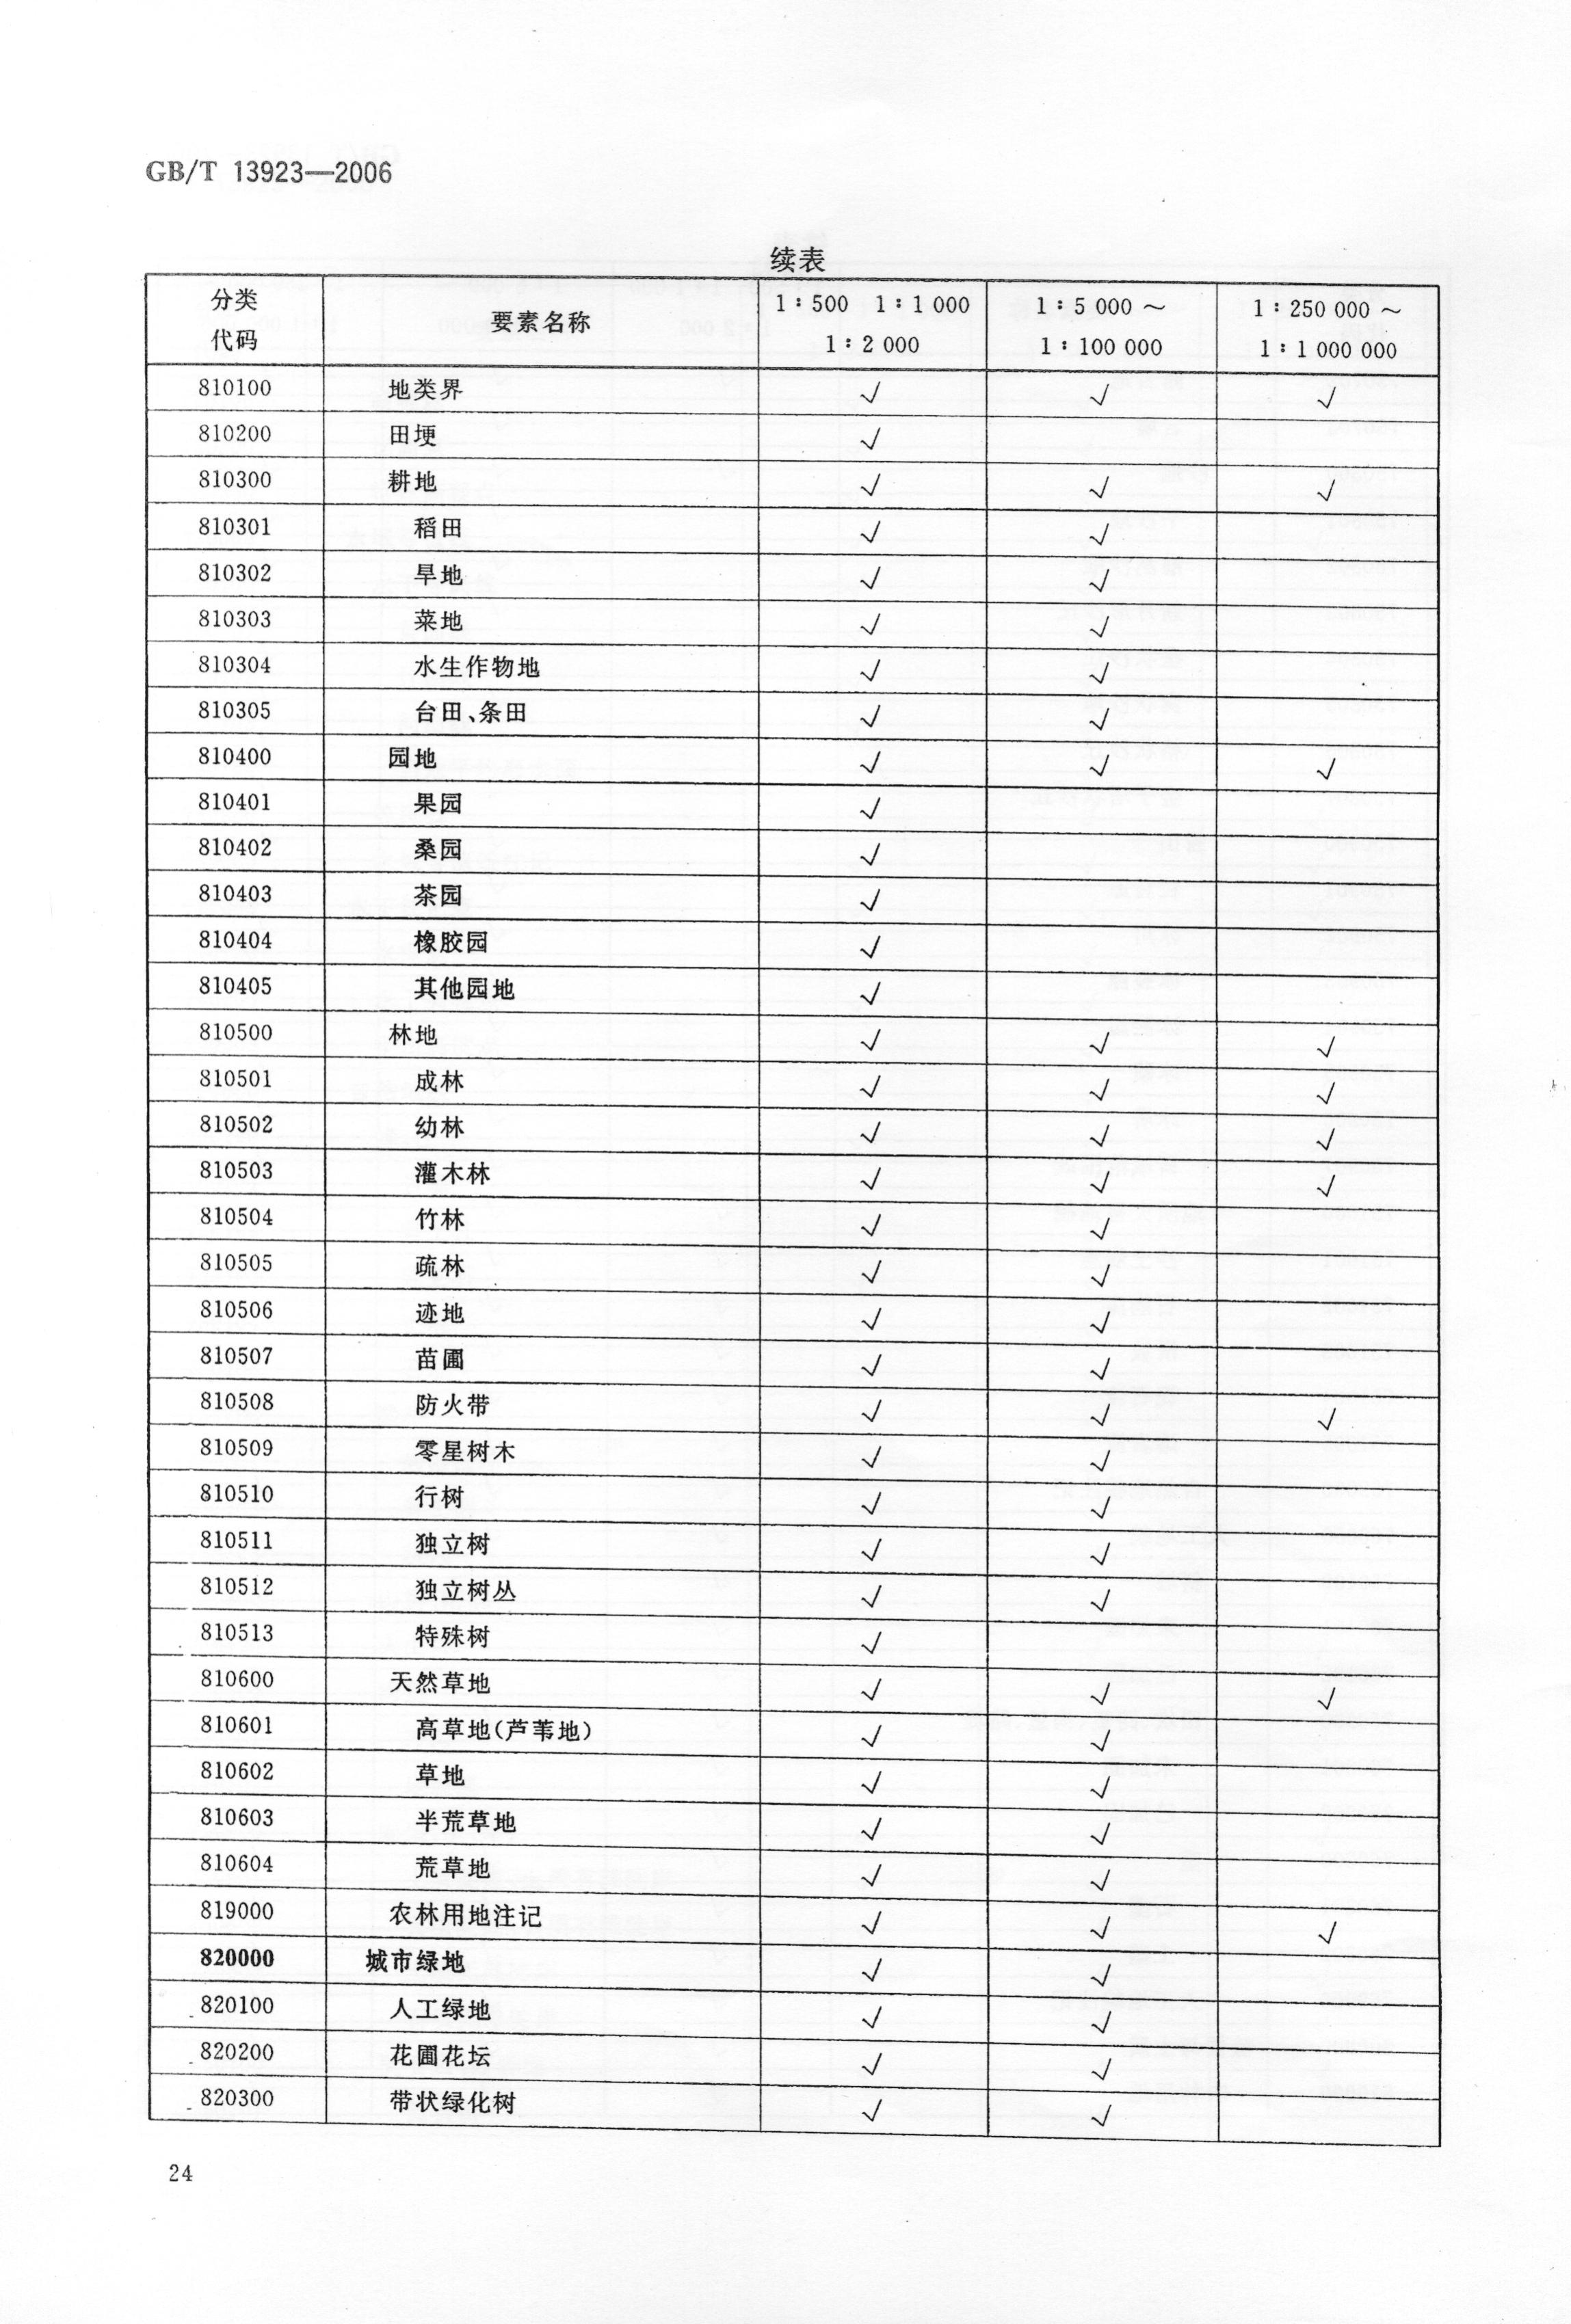 GB/T 13923—2006
续表
分类代码 要素名称 1∶500 1∶1 000 1∶2 000 1∶5 000～1∶100 000 1∶250 000～1∶1 000 000
810100 地类界 √ √ √
810200 田埂 √
810300 耕地 √ √ √
810301 稻田 √ √
810302 旱地 √ √
810303 菜地 √ √
810304 水生作物地 √ √
810305 台田、条田 √ √
810400 园地 √ √ √
810401 果园 √
810402 桑园 √
810403 茶园 √
810404 橡胶园 √
810405 其他园地 √
810500 林地 √ √ √
810501 成林 √ √ √
810502 幼林 √ √ √
810503 灌木林 √ √ √
810504 竹林 √ √
810505 疏林 √ √
810506 迹地 √ √
810507 苗圃 √ √
810508 防火带 √ √ √
810509 零星树木 √ √
810510 行树 √ √
810511 独立树 √ √
810512 独立树丛 √ √
810513 特殊树 √
810600 天然草地 √ √ √
810601 高草地(芦苇地) √ √
810602 草地 √ √
810603 半荒草地 √ √
810604 荒草地 √ √
819000 农林用地注记 √ √ √
820000 城市绿地 √ √
820100 人工绿地 √ √
820200 花圃花坛 √ √
820300 带状绿化树 √ √
24